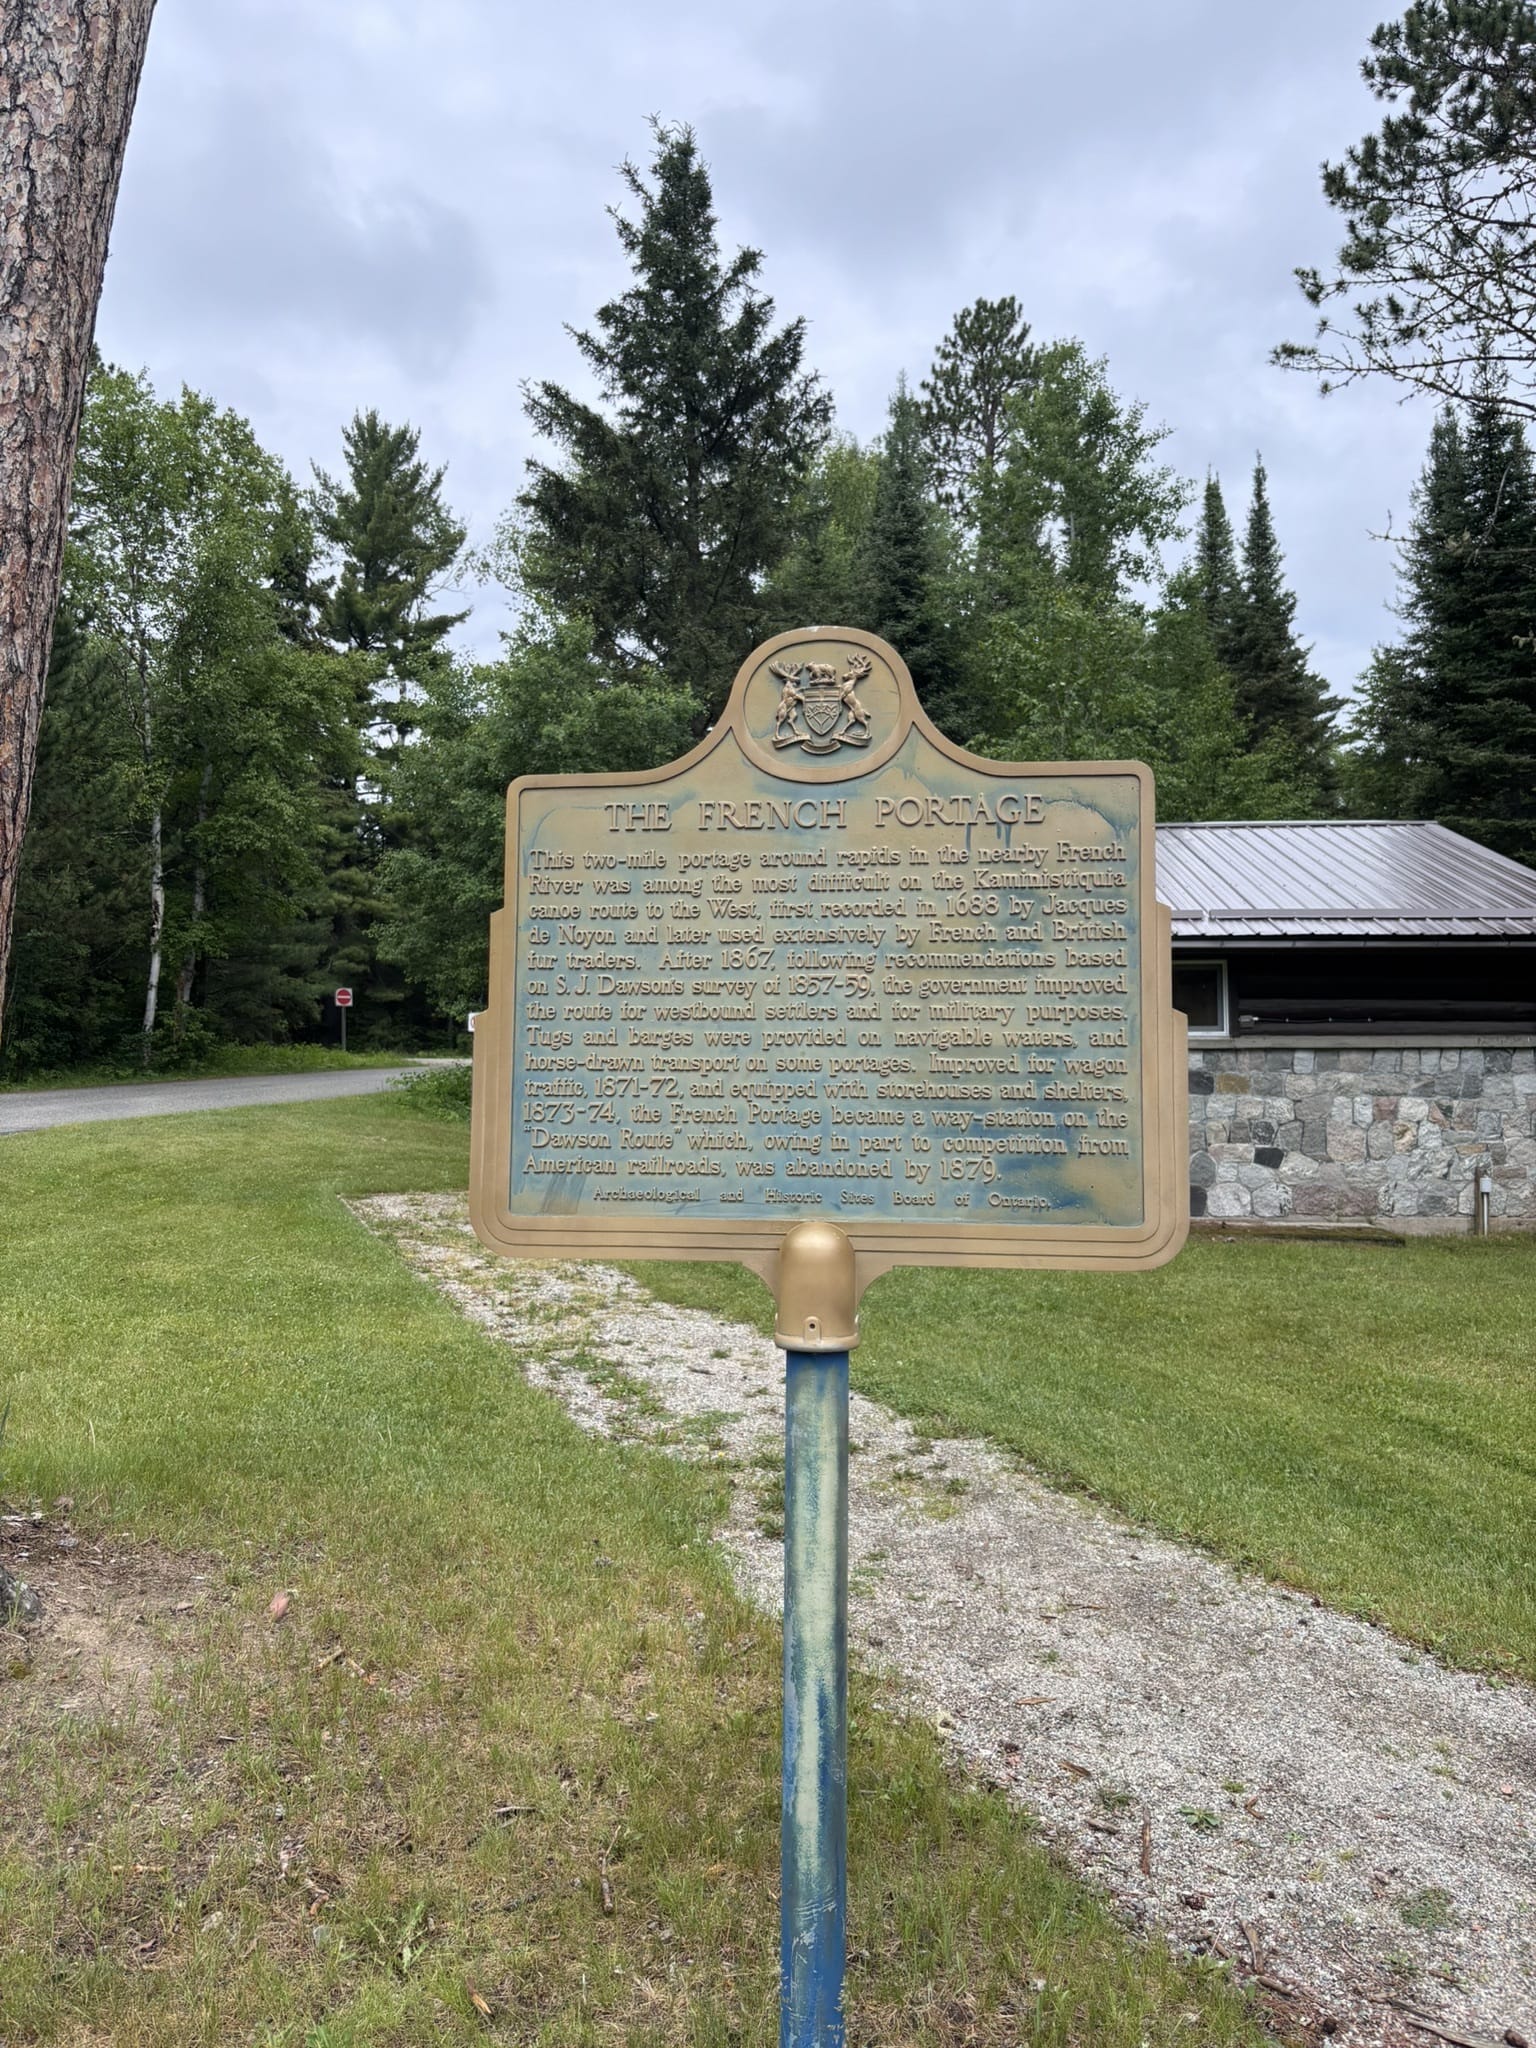 THE FRENCH PORTAGE
This two-mile portage around rapids in the nearby French
River was among the most difficult on the Kaministiquia
canoe route to the West, first recorded in 1688 by Jacques
de Noyon and later used extensively by French and British
fur traders. After 1867, following recommendations based
on S. J. Dawson's survey of 1857-59, the government improved
the route for westbound settlers and for military purposes.
Tugs and barges were provided on navigable waters, and
horse-drawn transport on some portages. Improved for wagon
traffic, 1871-72, and equipped with storehouses and shelters,
1873-74, the French Portage became a way-station on the
"Dawson Route" which, owing in part to competition from
American railroads, was abandoned by 1879.
Archaeological and Historic Sites Board of Ontario.